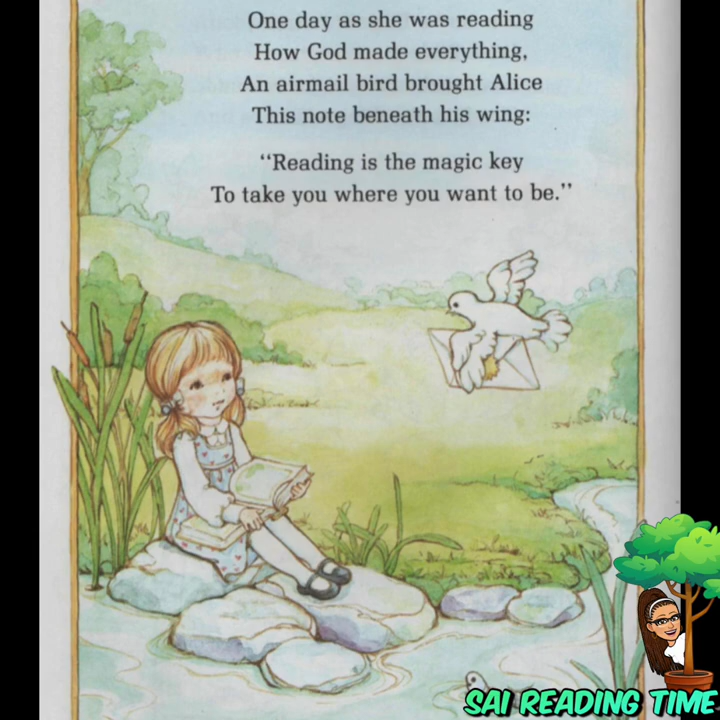 One day as she was reading
How God made everything,
An airmail bird brought Alice
This note beneath his wing:
“Reading is the magic key
To take you where you want to be.”
SAI READING TIME